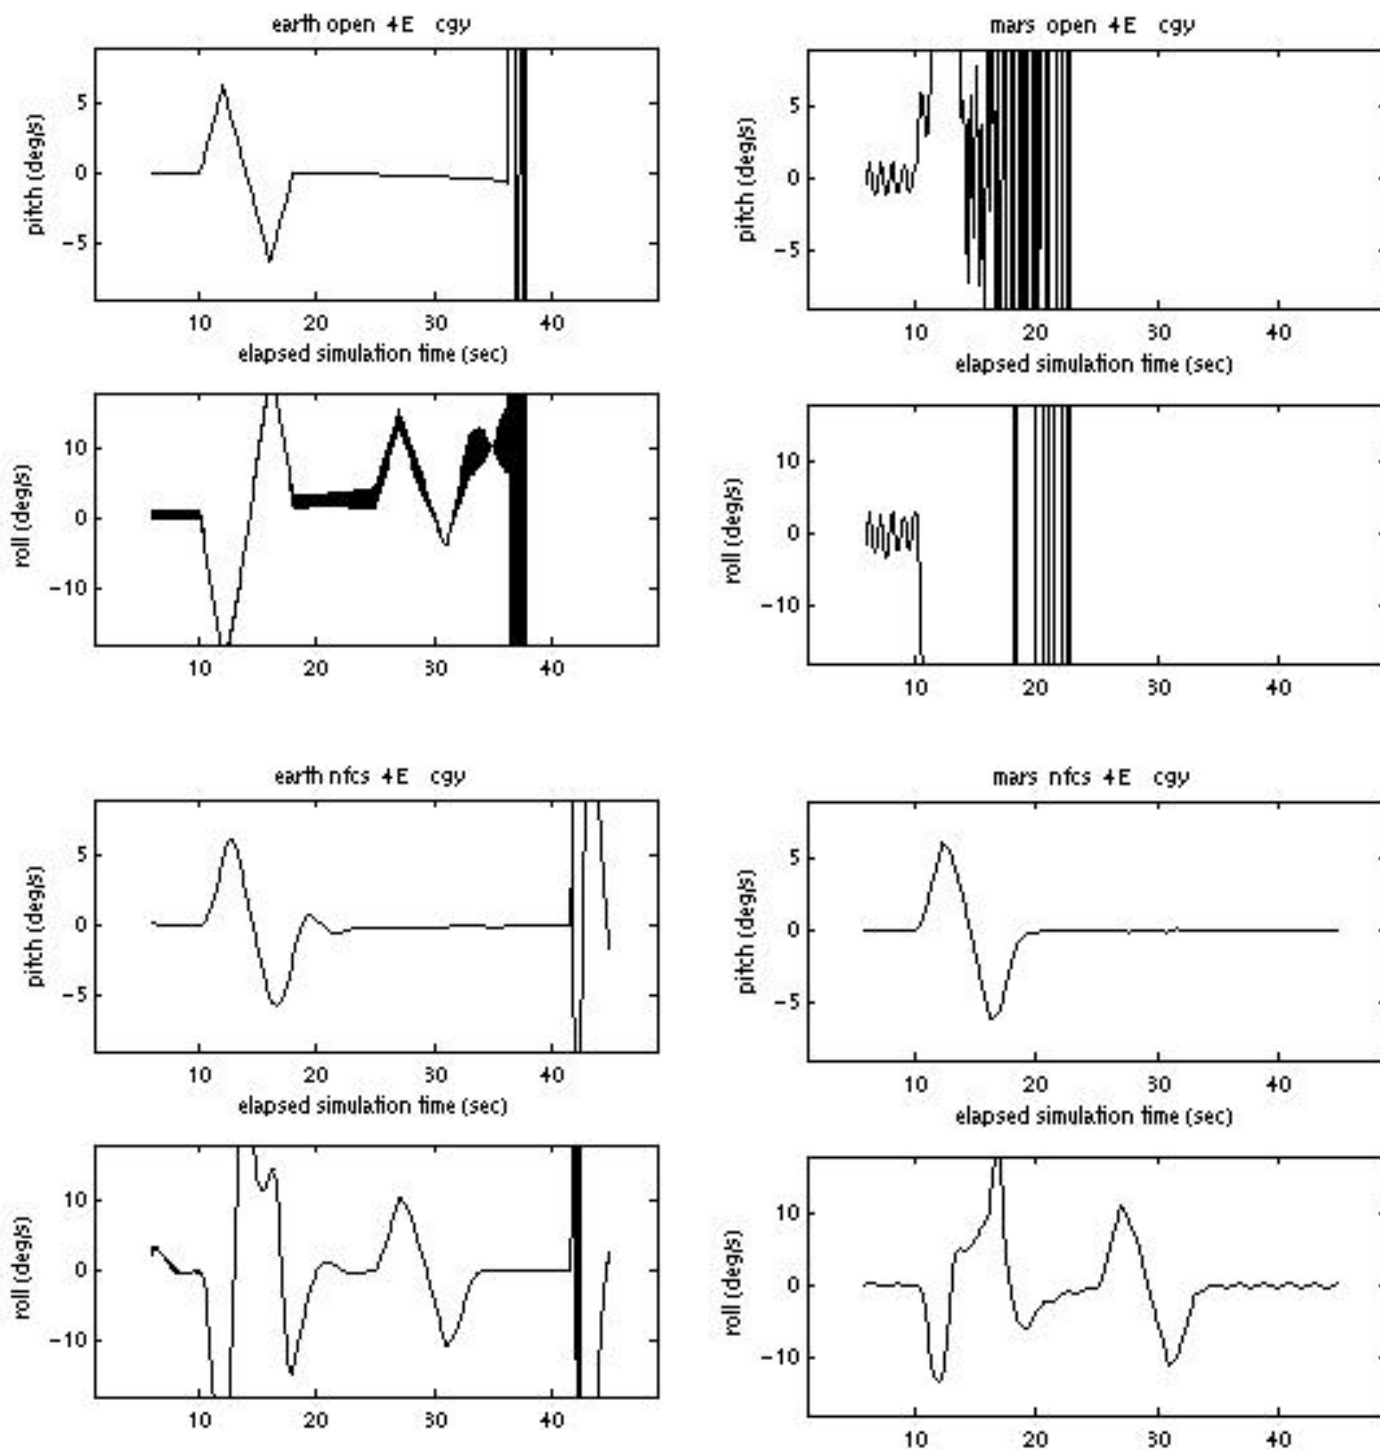 earth open 4E cgy
pitch (deg/s)
5
0
−5
10 20 30 40
elapsed simulation time (sec)
roll (deg/s)
10
0
−10
10 20 30 40
mars open 4E cgy
pitch (deg/s)
5
0
−5
10 20 30 40
elapsed simulation time (sec)
roll (deg/s)
10
0
−10
10 20 30 40
earth nfcs 4E cgy
pitch (deg/s)
5
0
−5
10 20 30 40
elapsed simulation time (sec)
roll (deg/s)
10
0
−10
10 20 30 40
mars nfcs 4E cgy
pitch (deg/s)
5
0
−5
10 20 30 40
elapsed simulation time (sec)
roll (deg/s)
10
0
−10
10 20 30 40